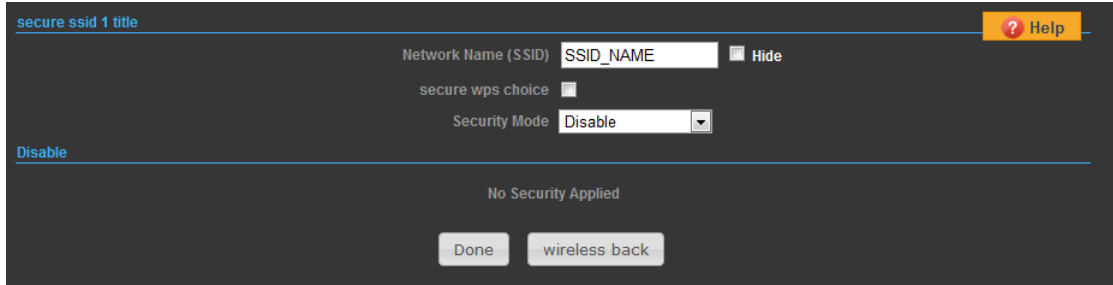 secure ssid 1 title
? Help
Network Name (SSID) SSID_NAME Hide
secure wps choice
Security Mode Disable
Disable
No Security Applied
Done wireless back